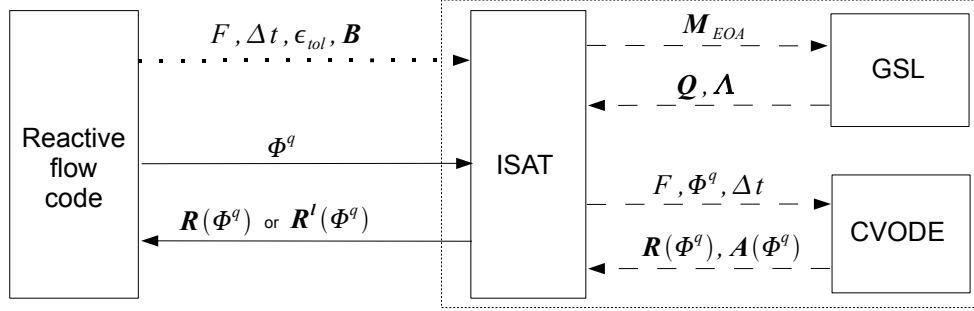 Reactive
flow
code
F , Δt , ϵ_tol , B
Φ^q
R(Φ^q) or R^l(Φ^q)
ISAT
M_EOA
Q , Λ
F , Φ^q , Δt
R(Φ^q) , A(Φ^q)
GSL
CVODE